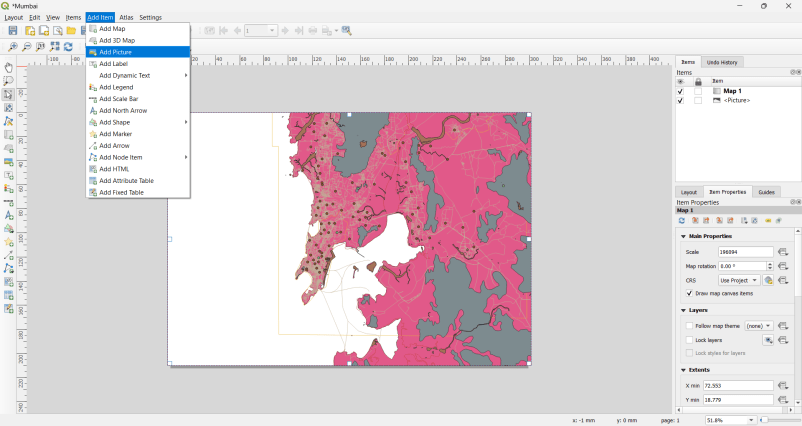 *Mumbai
Layout Edit View Items Add Item Atlas Settings
1
Add Map
Add 3D Map
Add Picture
Add Label
Add Dynamic Text
Add Legend
Add Scale Bar
Add North Arrow
Add Shape
Add Marker
Add Arrow
Add Node Item
Add HTML
Add Attribute Table
Add Fixed Table
Items Undo History
Items
Item
Map 1
<Picture>
Layout Item Properties Guides
Item Properties
Map 1
Main Properties
Scale 196094
Map rotation 0.00 °
CRS Use Project
Draw map canvas items
Layers
Follow map theme (none)
Lock layers
Lock styles for layers
Extents
X min 72.553
Y min 18.779
x: -1 mm y: 0 mm page: 1 51.8%